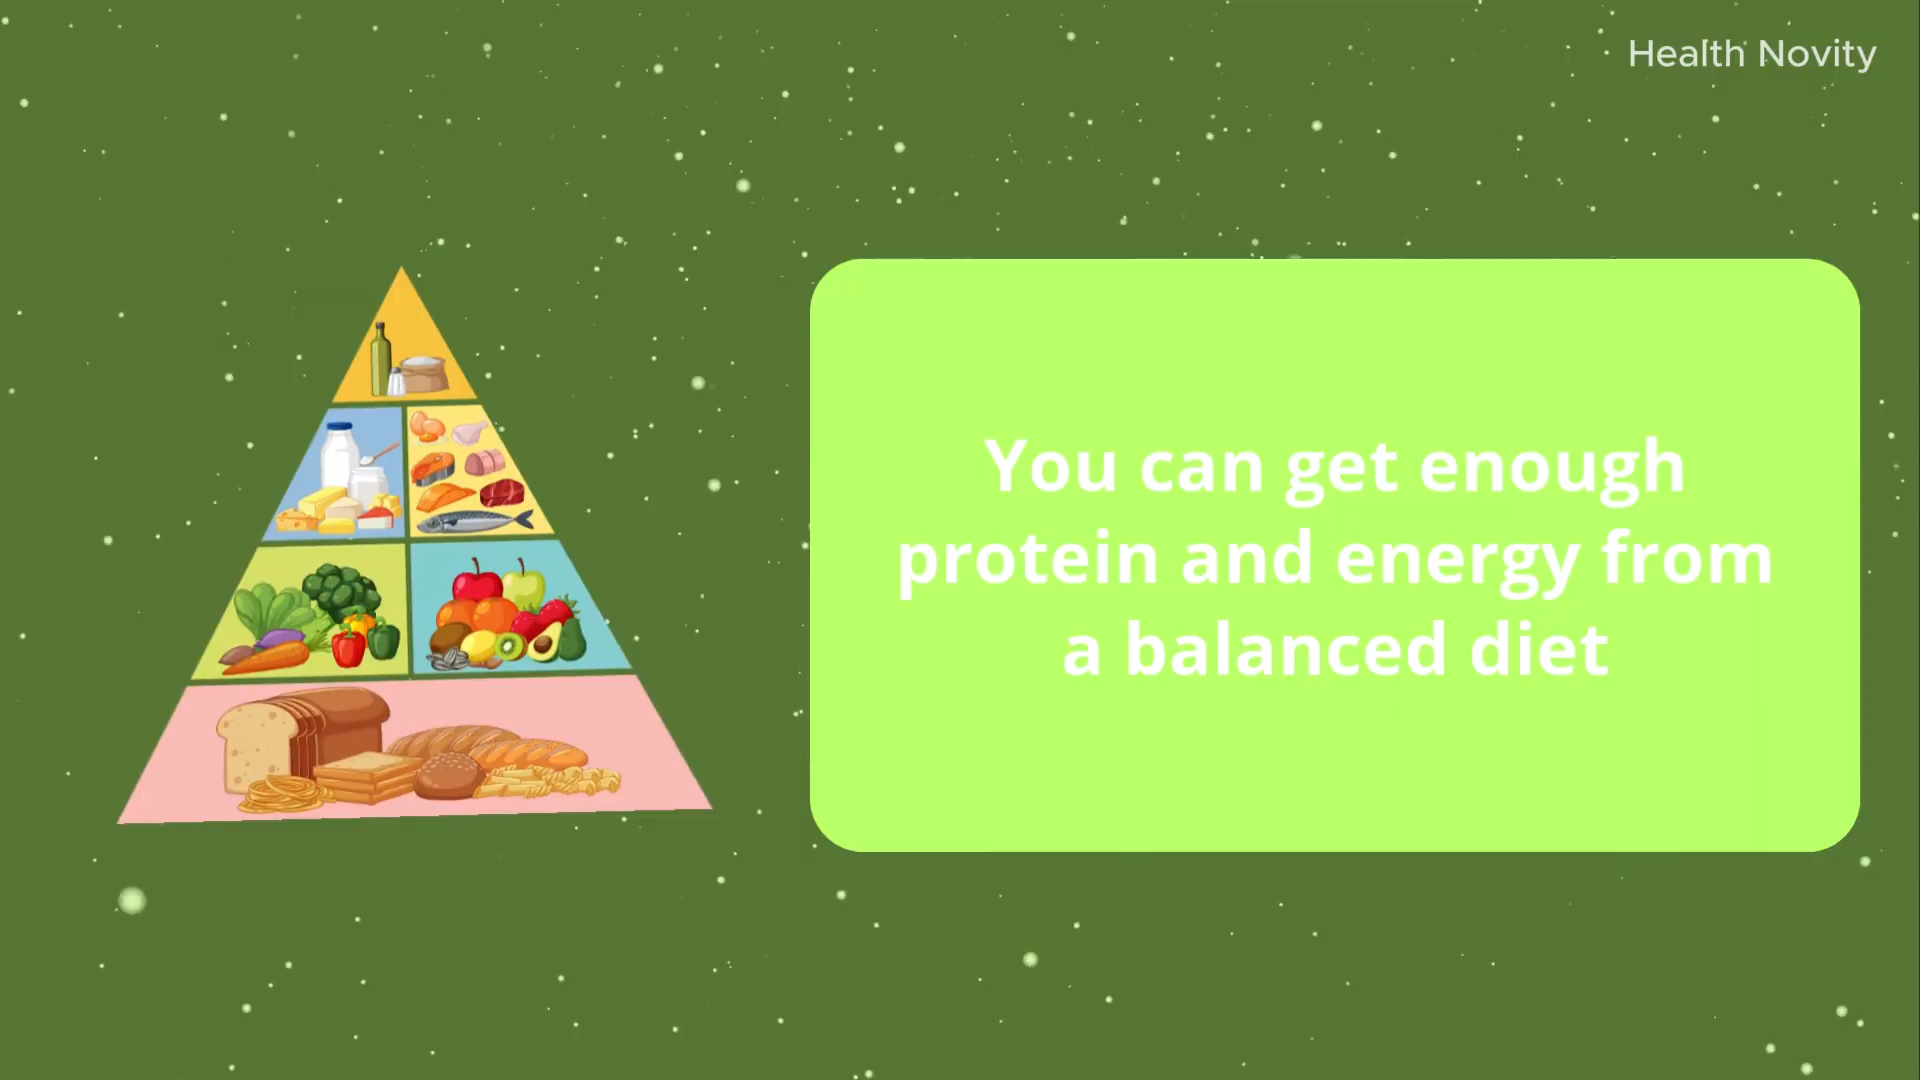 Health Novity
You can get enough
protein and energy from
a balanced diet